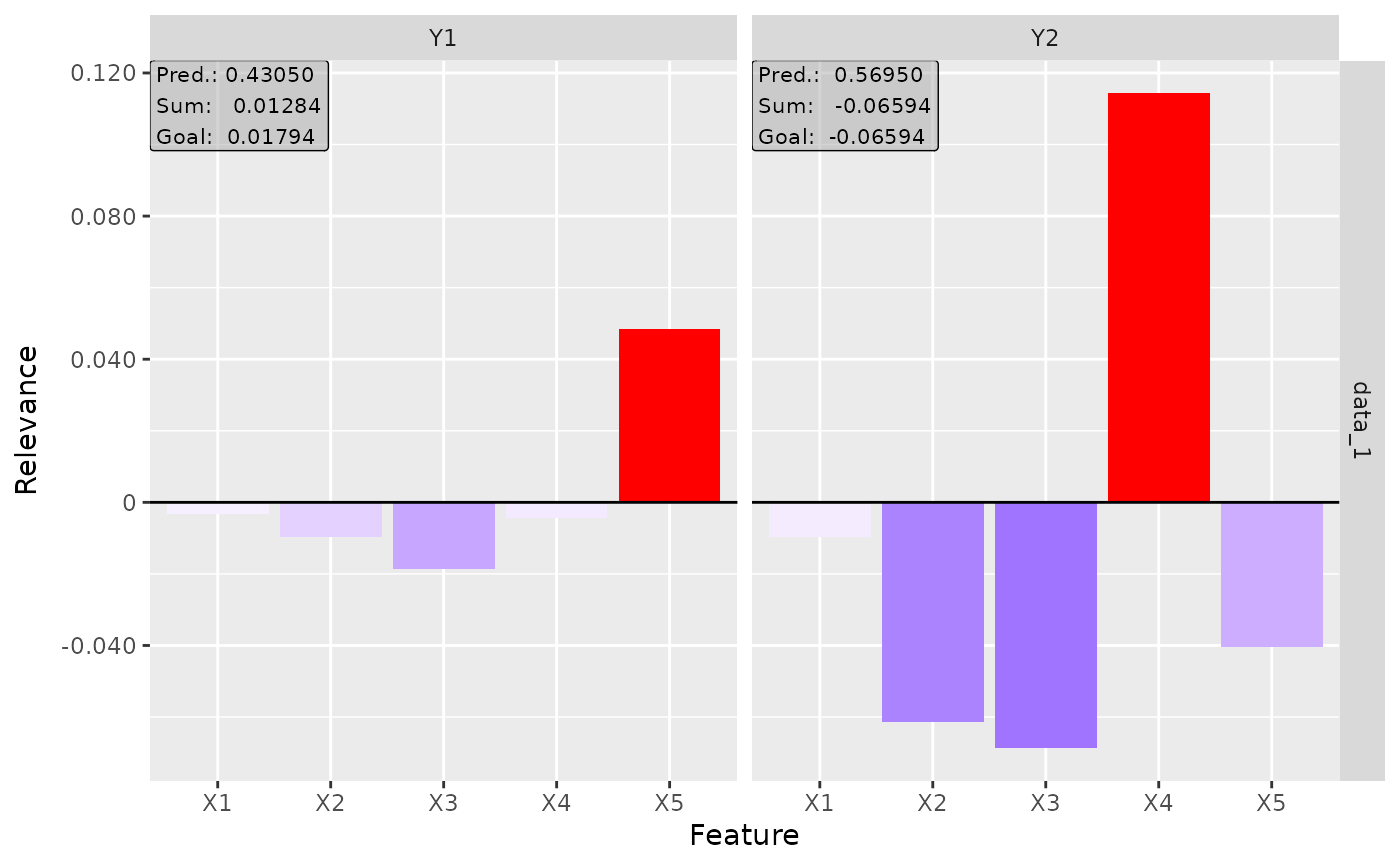 Y1
Y2
Pred.: 0.43050
Sum: 0.01284
Goal: 0.01794
Pred.: 0.56950
Sum: -0.06594
Goal: -0.06594
0.120
0.080
0.040
0
-0.040
Relevance
data_1
X1 X2 X3 X4 X5
X1 X2 X3 X4 X5
Feature